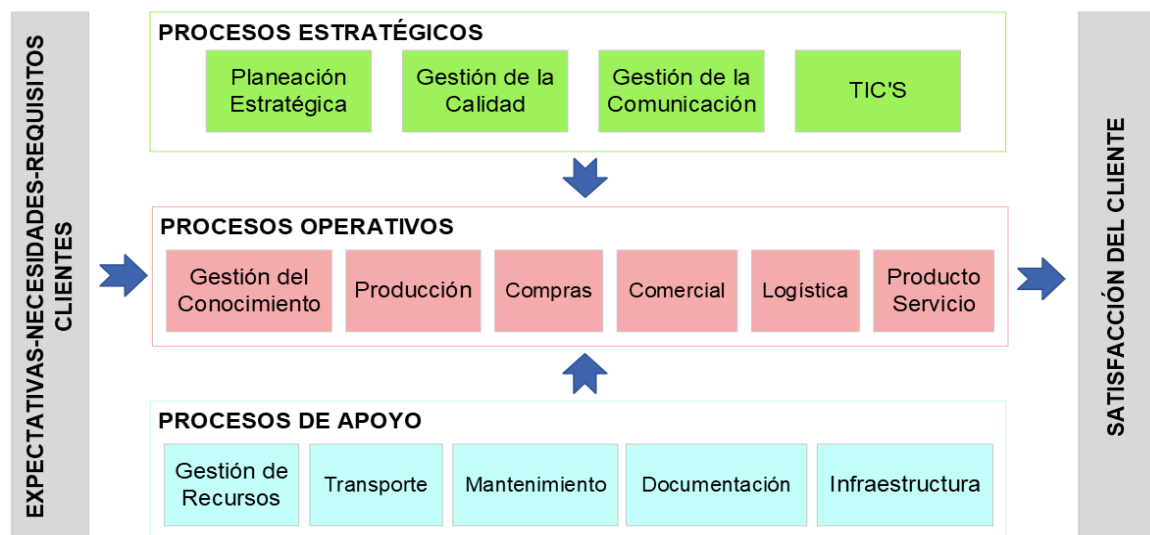 EXPECTATIVAS-NECESIDADES-REQUISITOS
CLIENTES
PROCESOS ESTRATÉGICOS
Planeación
Estratégica
Gestión de la
Calidad
Gestión de la
Comunicación
TIC'S
PROCESOS OPERATIVOS
Gestión del
Conocimiento
Producción
Compras
Comercial
Logística
Producto
Servicio
PROCESOS DE APOYO
Gestión de
Recursos
Transporte
Mantenimiento
Documentación
Infraestructura
SATISFACCIÓN DEL CLIENTE